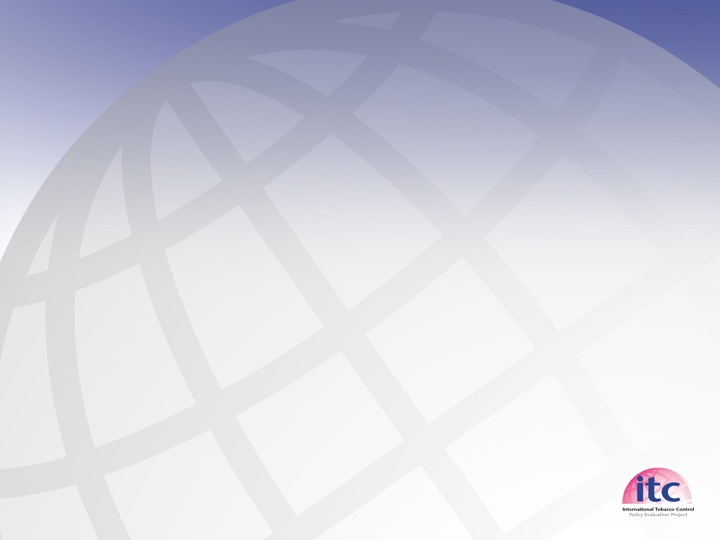 itc
International Tobacco Control
Policy Evaluation Project